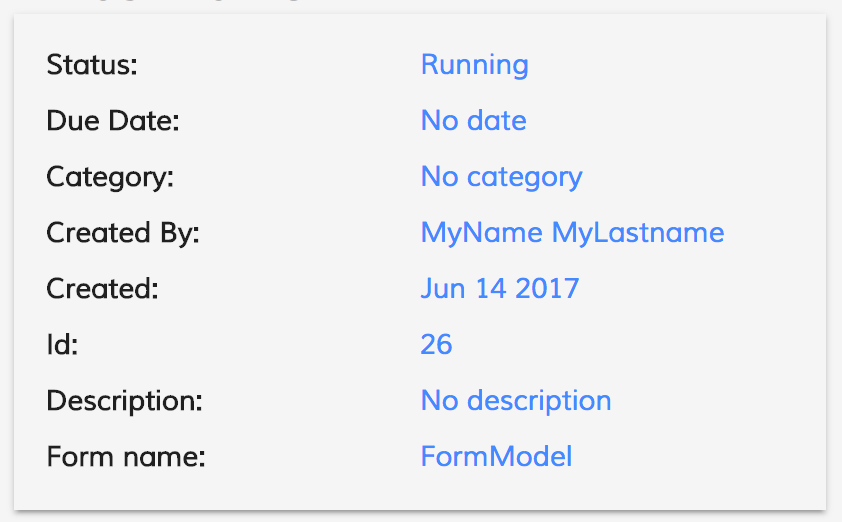 Status: Running
Due Date: No date
Category: No category
Created By: MyName MyLastname
Created: Jun 14 2017
Id: 26
Description: No description
Form name: FormModel